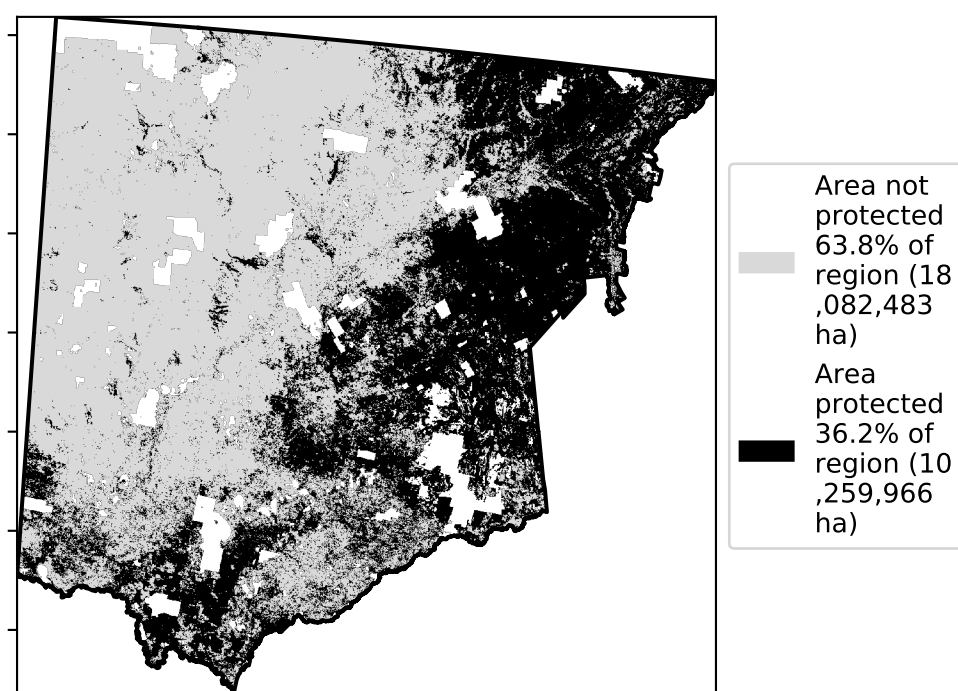 Area not
protected
63.8% of
region (18
,082,483
ha)
Area
protected
36.2% of
region (10
,259,966
ha)